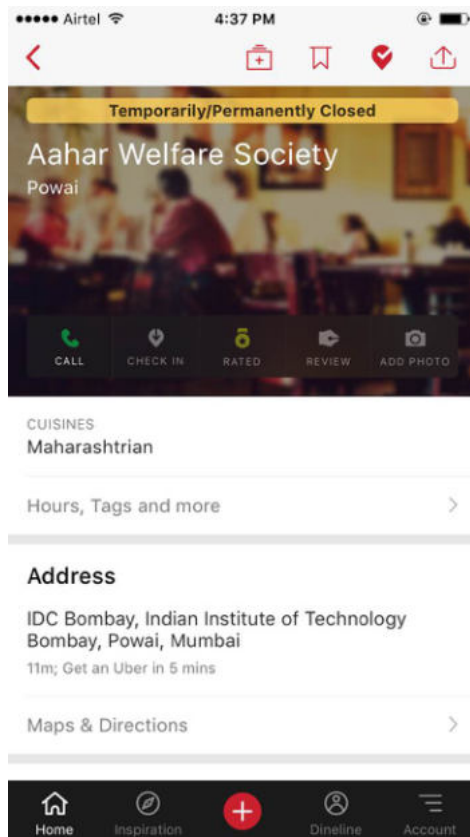 Airtel 4:37 PM
Temporarily/Permanently Closed
Aahar Welfare Society
Powai
CALL CHECK IN RATED REVIEW ADD PHOTO
CUISINES
Maharashtrian
Hours, Tags and more
Address
IDC Bombay, Indian Institute of Technology
Bombay, Powai, Mumbai
11m; Get an Uber in 5 mins
Maps & Directions
Home Inspiration Dineline Account